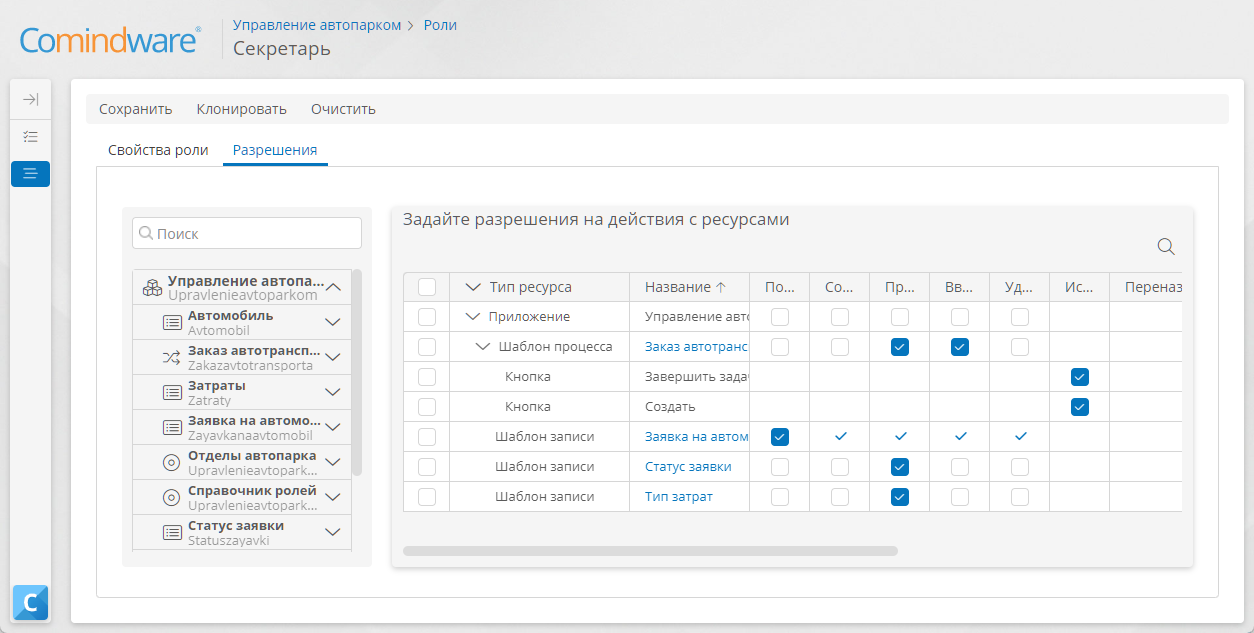 Comindware®
Управление автопарком > Роли
Секретарь
Сохранить Клонировать Очистить
Свойства роли Разрешения
Поиск
Управление автопа...
Upravlenieavtoparkom
Автомобиль
Avtomobil
Заказ автотрансп...
Zakazavtotransporta
Затраты
Zatraty
Заявка на автомо...
Zayavkanaavtomobil
Отделы автопарка
Upravlenieavtopark...
Справочник ролей
Upravlenieavtopark...
Статус заявки
Statuszayavki
Задайте разрешения на действия с ресурсами
Тип ресурса Название ↑ По... Со... Пр... Вв... Уд... Ис... Переназ
Приложение Управление авто
Шаблон процесса Заказ автотранс
Кнопка Завершить зада
Кнопка Создать
Шаблон записи Заявка на автом
Шаблон записи Статус заявки
Шаблон записи Тип затрат
C